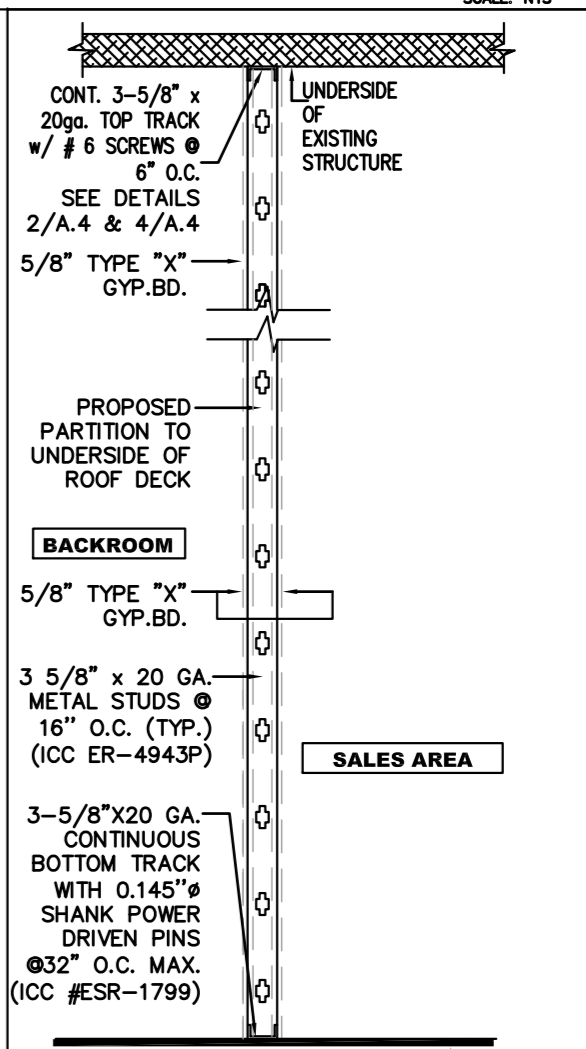 SCALE: NTS
CONT. 3-5/8" x
20ga. TOP TRACK
w/ # 6 SCREWS @
6" O.C.
SEE DETAILS
2/A.4 & 4/A.4
UNDERSIDE
OF
EXISTING
STRUCTURE
5/8" TYPE "X"
GYP.BD.
PROPOSED
PARTITION TO
UNDERSIDE OF
ROOF DECK
BACKROOM
5/8" TYPE "X"
GYP.BD.
3 5/8" x 20 GA.
METAL STUDS @
16'' O.C. (TYP.)
(ICC ER-4943P)
SALES AREA
3-5/8"X20 GA.
CONTINUOUS
BOTTOM TRACK
WITH 0.145''ø
SHANK POWER
DRIVEN PINS
@32" O.C. MAX.
(ICC #ESR-1799)